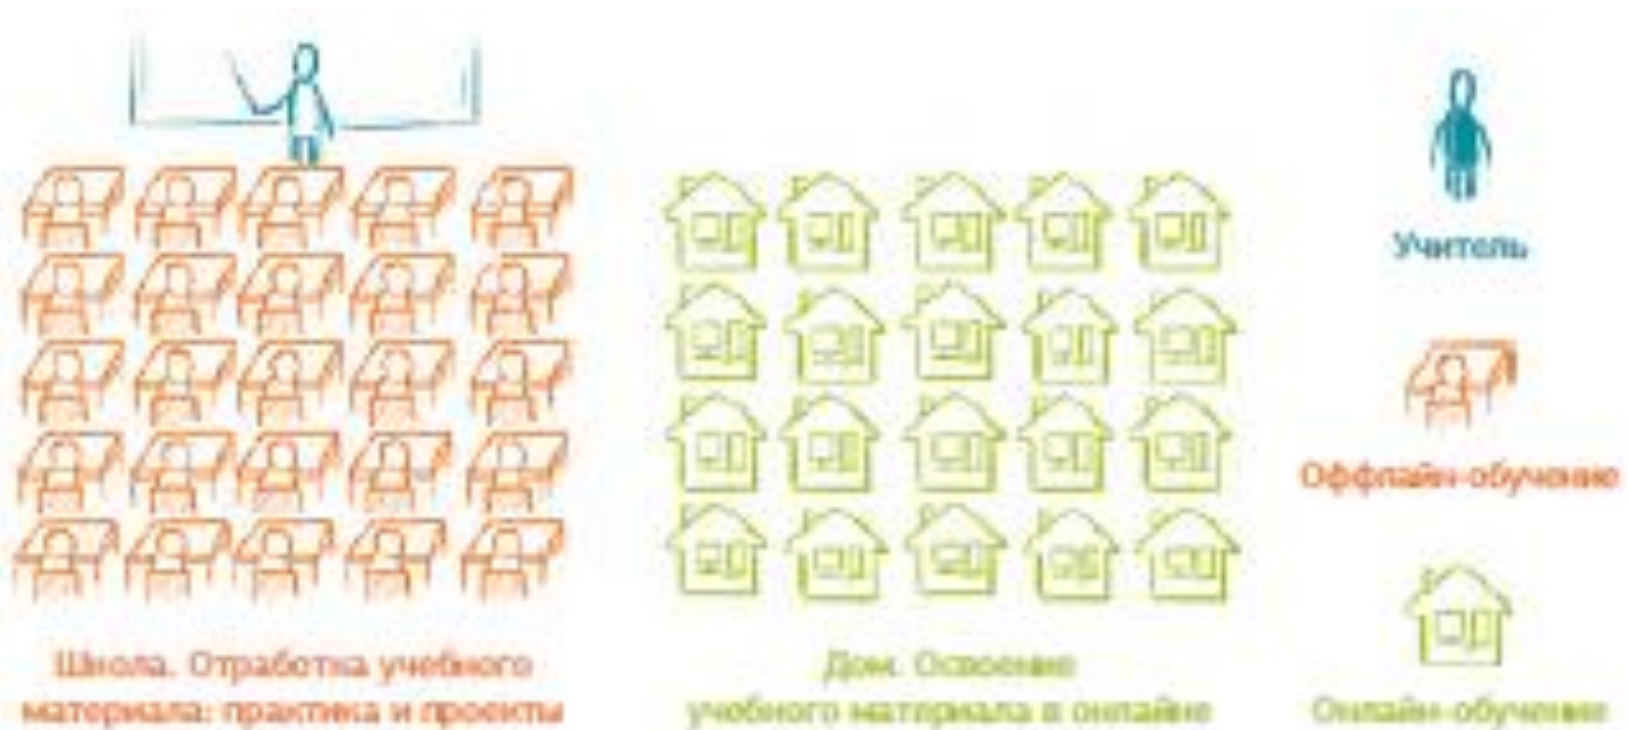 Школа. Отработка учебного
материала: практика и проекты
Дом. Освоение
учебного материала в онлайне
Учитель
Оффлайн-обучение
Онлайн-обучение